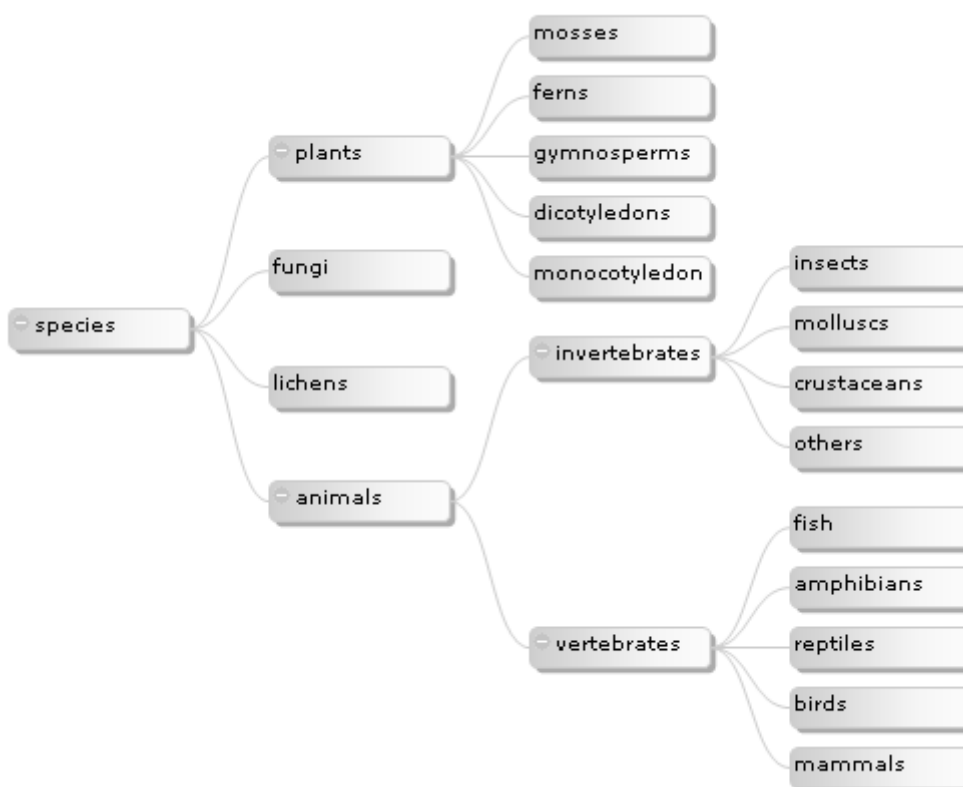 species
plants
fungi
lichens
animals
mosses
ferns
gymnosperms
dicotyledons
monocotyledon
invertebrates
vertebrates
insects
molluscs
crustaceans
others
fish
amphibians
reptiles
birds
mammals